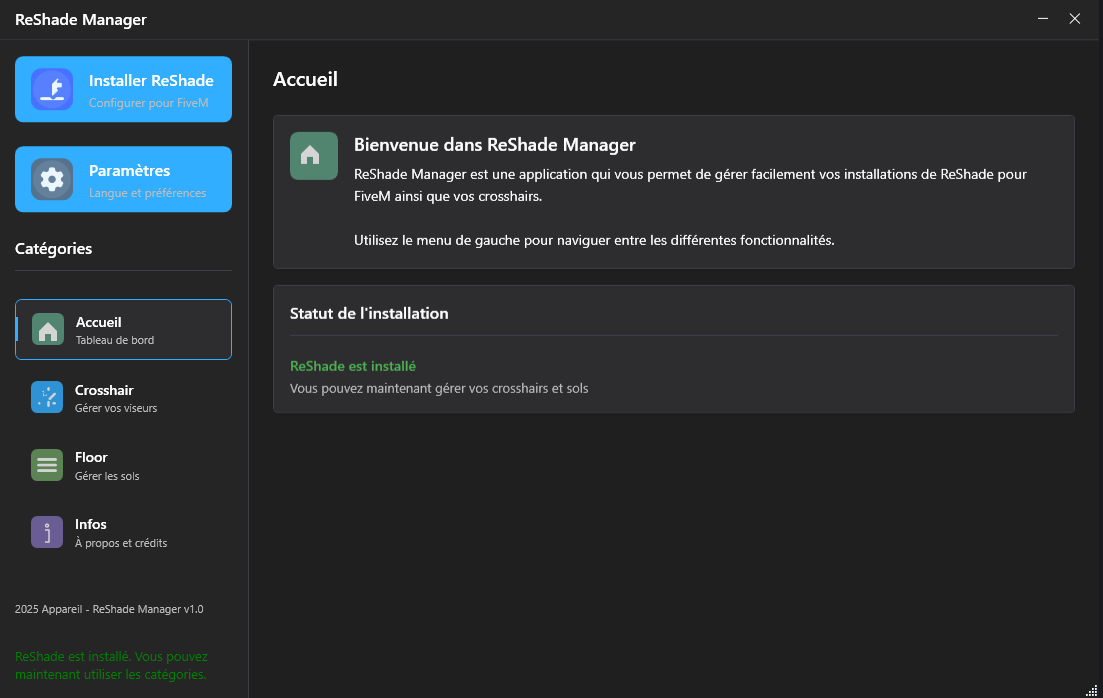 ReShade Manager
Installer ReShade
Configurer pour FiveM
Paramètres
Langue et préférences
Catégories
Accueil
Tableau de bord
Crosshair
Gérer vos viseurs
Floor
Gérer les sols
Infos
À propos et crédits
2025 Appareil - ReShade Manager v1.0
ReShade est installé. Vous pouvez
maintenant utiliser les catégories.
Accueil
Bienvenue dans ReShade Manager
ReShade Manager est une application qui vous permet de gérer facilement vos installations de ReShade pour
FiveM ainsi que vos crosshairs.
Utilisez le menu de gauche pour naviguer entre les différentes fonctionnalités.
Statut de l'installation
ReShade est installé
Vous pouvez maintenant gérer vos crosshairs et sols